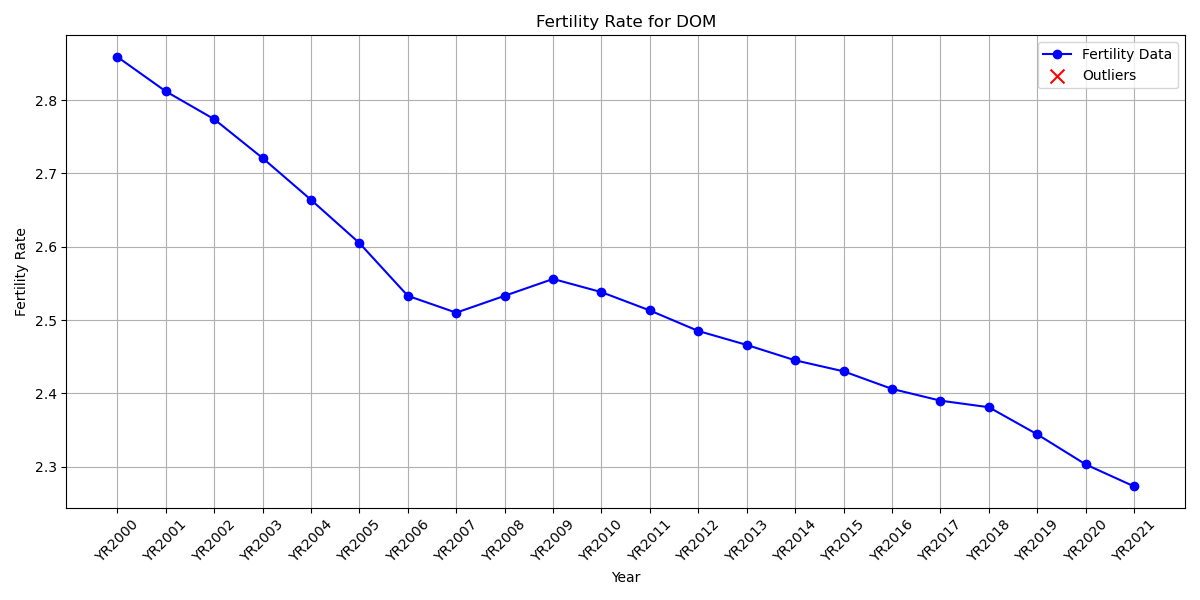 Fertility Rate for DOM
Fertility Data
Outliers
Fertility Rate
2.8
2.7
2.6
2.5
2.4
2.3
YR2000
YR2001
YR2002
YR2003
YR2004
YR2005
YR2006
YR2007
YR2008
YR2009
YR2010
YR2011
YR2012
YR2013
YR2014
YR2015
YR2016
YR2017
YR2018
YR2019
YR2020
YR2021
Year